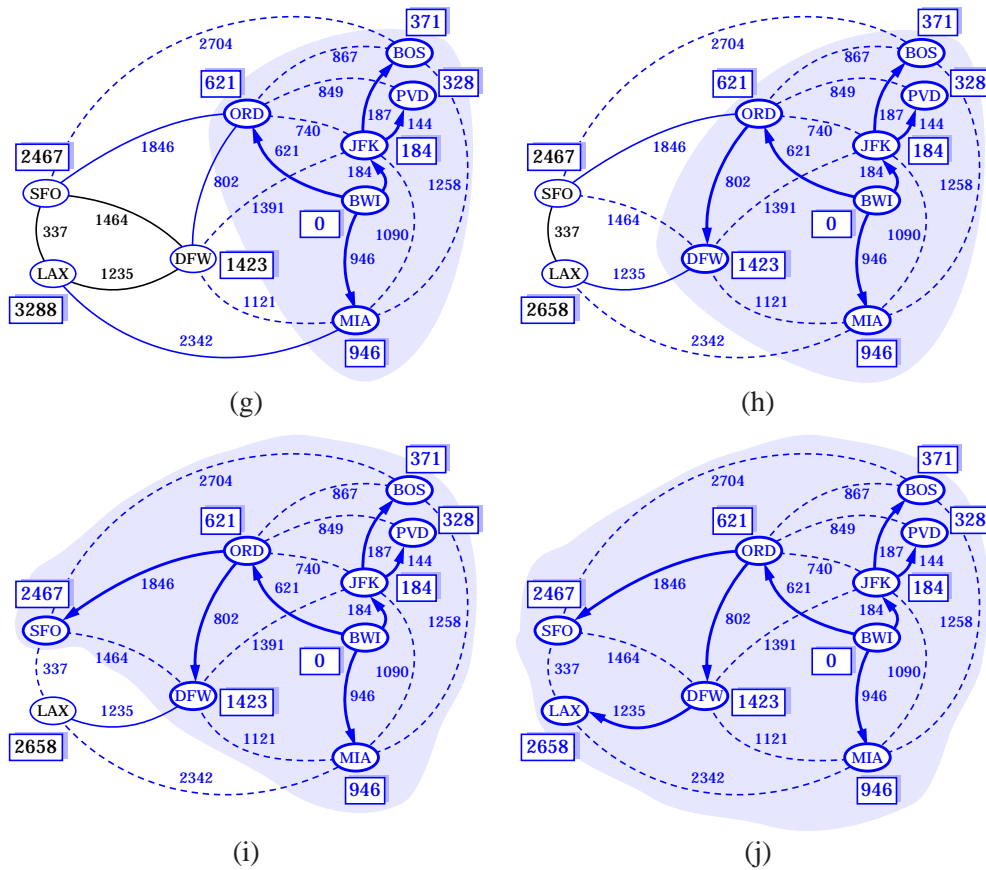 371
2704
BOS
867
328
621
849
PVD
ORD
187
144
740
JFK
2467
1846
621
184
SFO
184
1258
802
1391
BWI
1464
0
337
1090
DFW
1423
946
LAX
1235
3288
1121
MIA
2342
946
(g)
371
2704
BOS
867
328
621
849
PVD
ORD
187
144
740
JFK
2467
1846
621
184
SFO
184
1258
802
1391
BWI
1464
0
337
1090
DFW
1423
946
LAX
1235
2658
1121
MIA
2342
946
(h)
371
2704
BOS
867
328
621
849
PVD
ORD
187
144
740
JFK
2467
1846
621
184
SFO
184
1258
802
1391
BWI
1464
0
337
1090
DFW
1423
946
LAX
1235
2658
1121
MIA
2342
946
(i)
371
2704
BOS
867
328
621
849
PVD
ORD
187
144
740
JFK
2467
1846
621
184
SFO
184
1258
802
1391
BWI
1464
0
337
1090
DFW
1423
946
LAX
1235
2658
1121
MIA
2342
946
(j)